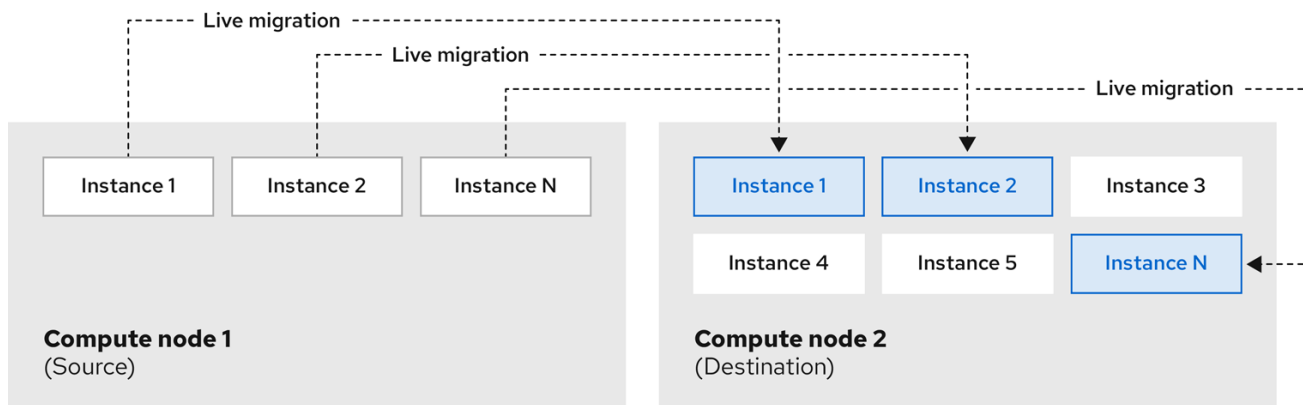 Live migration
Live migration
Live migration
Instance 1
Instance 2
Instance N
Compute node 1
(Source)
Instance 1
Instance 2
Instance 3
Instance 4
Instance 5
Instance N
Compute node 2
(Destination)